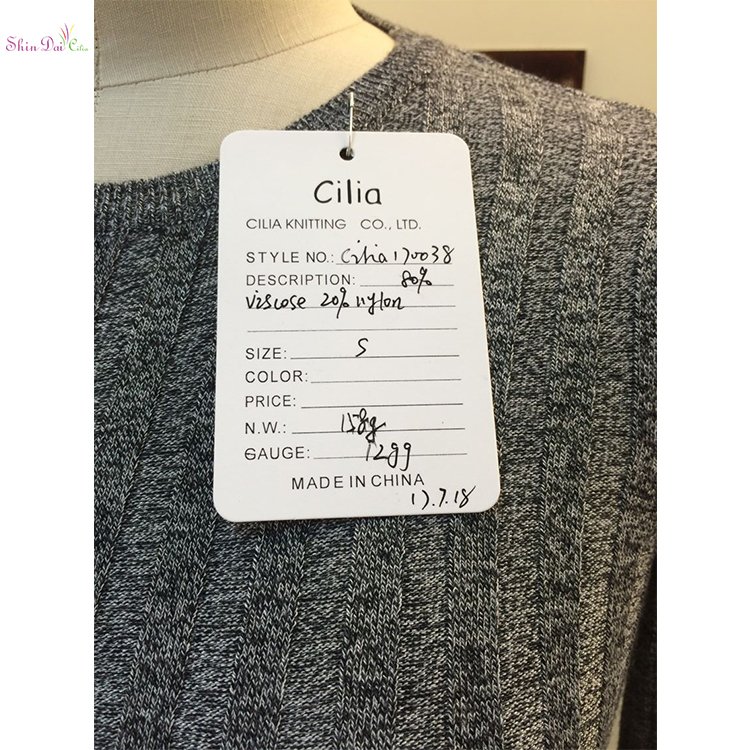 Shin Dai Cilia
Cilia
CILIA KNITTING CO., LTD.
STYLE NO.: Cilia170038
DESCRIPTION: 80%
Viscose 20% nylon
SIZE: S
COLOR:
PRICE:
N.W.: 158g
GAUGE: 12gg
MADE IN CHINA
17.7.18